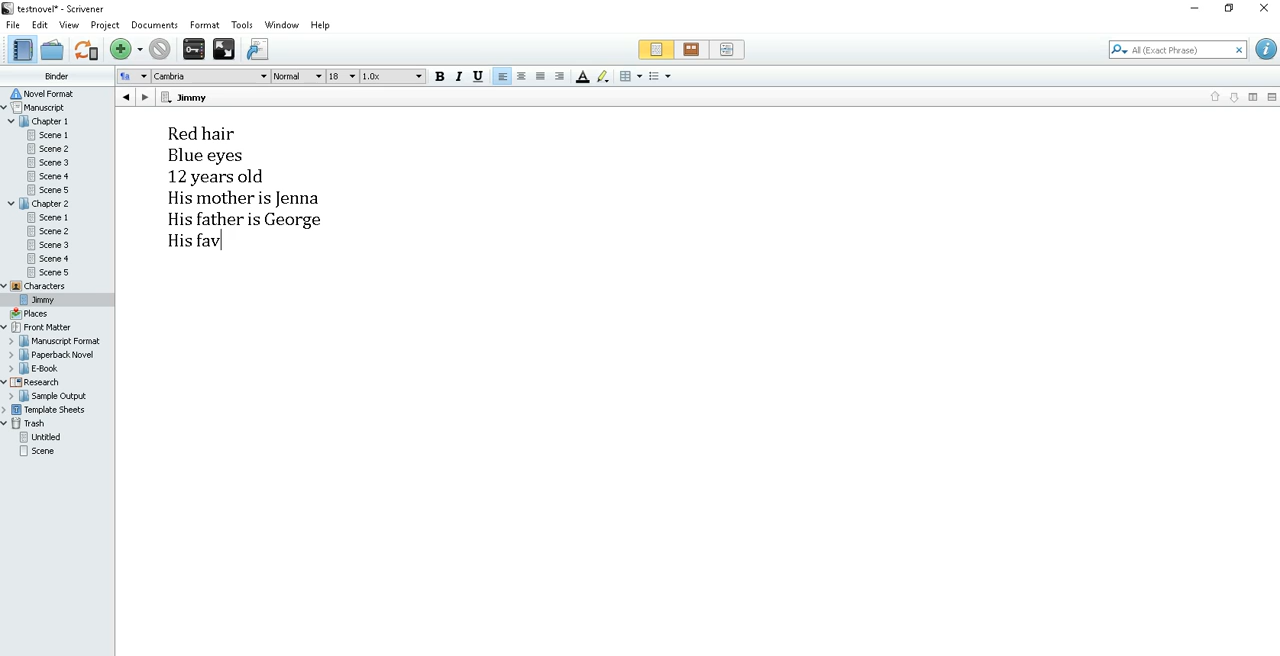 testnovel* - Scrivener
File Edit View Project Documents Format Tools Window Help
All (Exact Phrase)
Binder
Cambria Normal 18 1.0x B I U
Jimmy
Novel Format
Manuscript
Chapter 1
Scene 1
Scene 2
Scene 3
Scene 4
Scene 5
Chapter 2
Scene 1
Scene 2
Scene 3
Scene 4
Scene 5
Characters
Jimmy
Places
Front Matter
Manuscript Format
Paperback Novel
E-Book
Research
Sample Output
Template Sheets
Trash
Untitled
Scene
Red hair
Blue eyes
12 years old
His mother is Jenna
His father is George
His fav